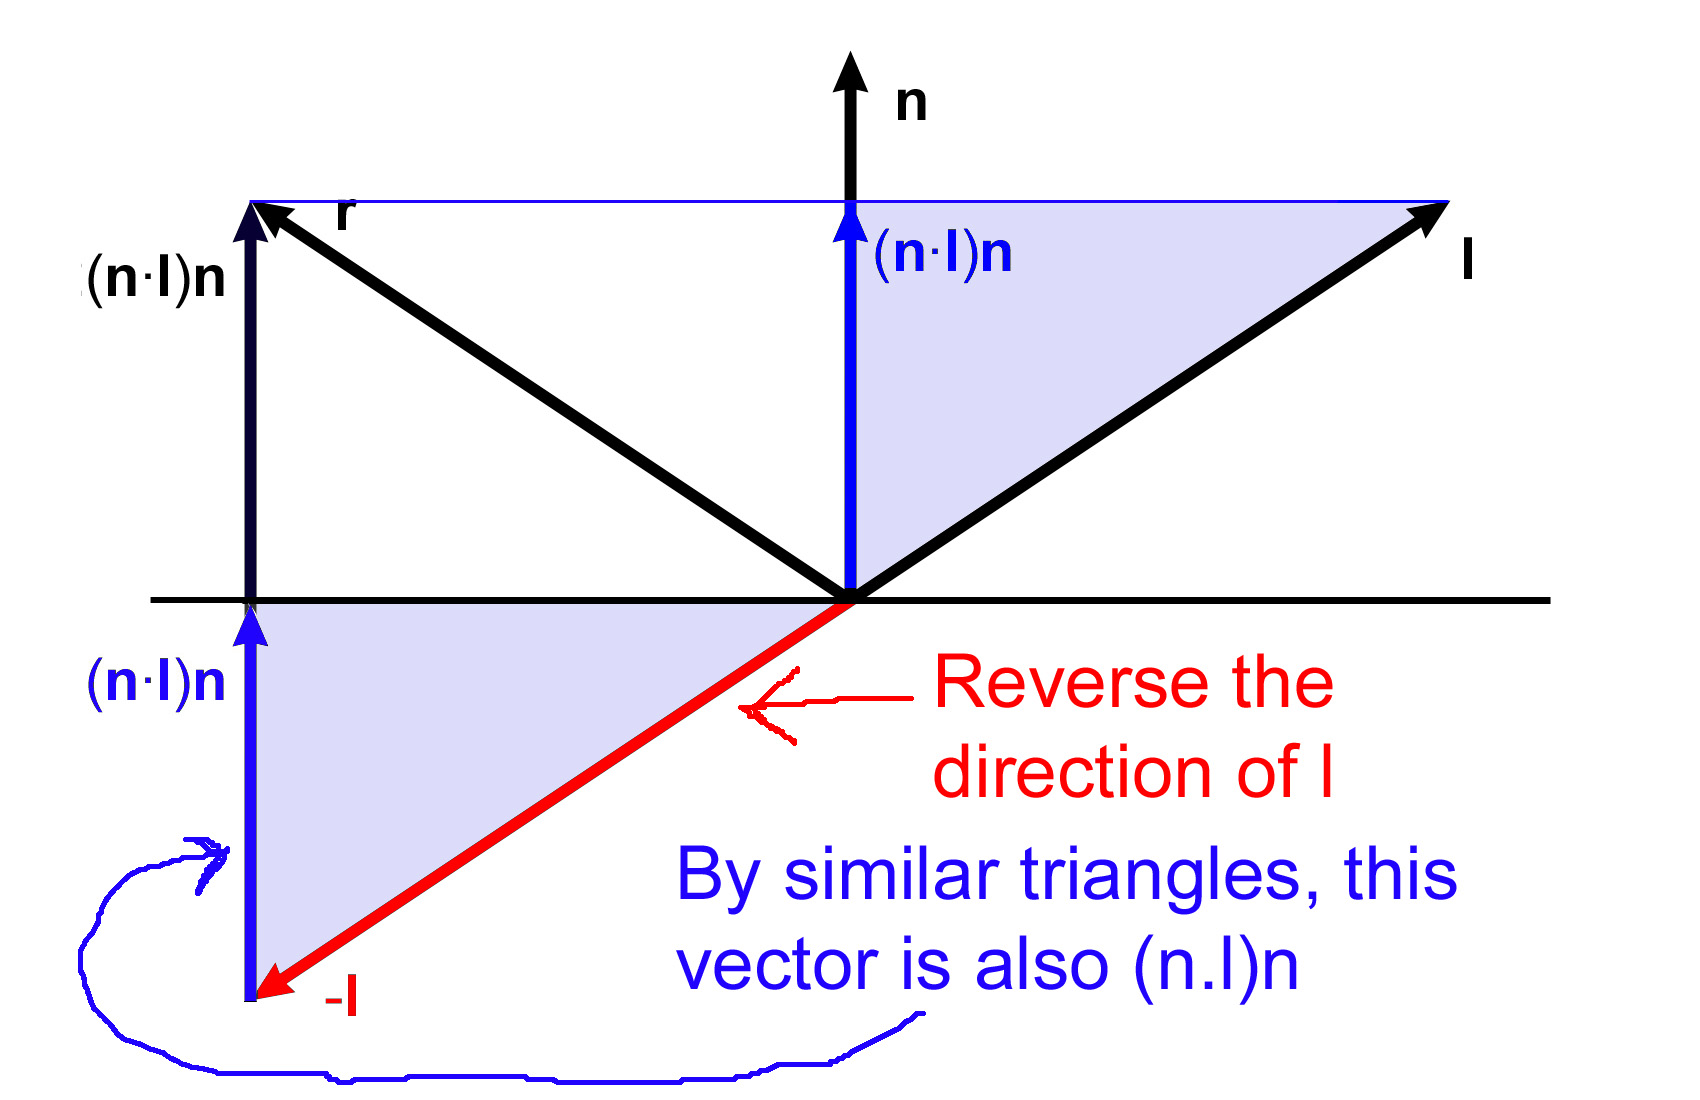 n
r
(n·l)n
(n·l)n
l
(n·l)n
Reverse the
direction of l
By similar triangles, this
vector is also (n.l)n
-l